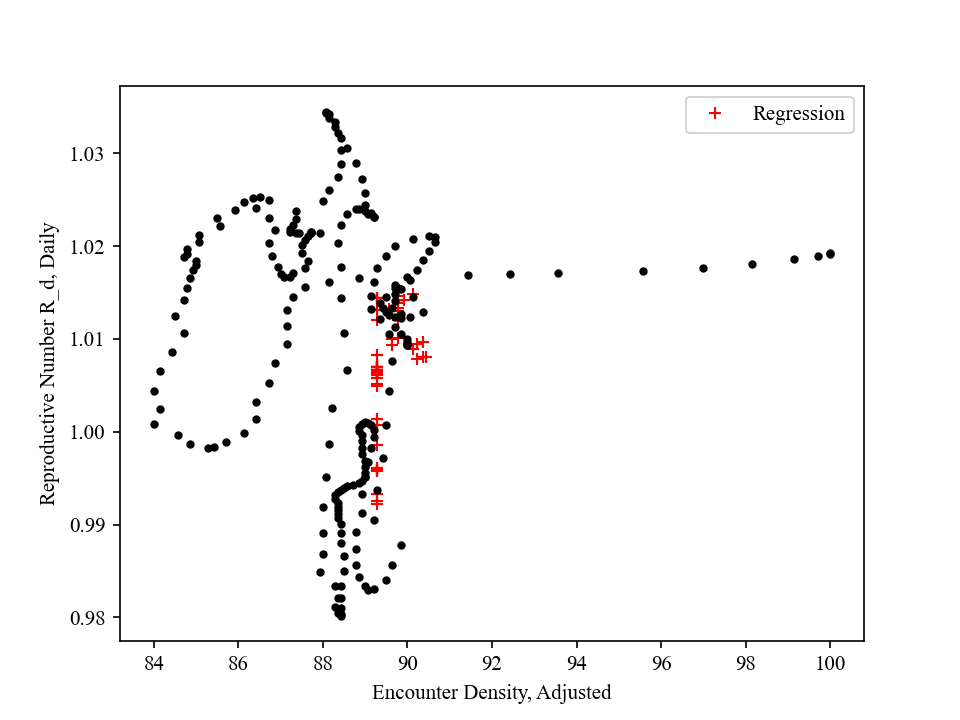 Regression
1.03
1.02
1.01
1.00
0.99
0.98
Reproductive Number R_d, Daily
84 86 88 90 92 94 96 98 100
Encounter Density, Adjusted